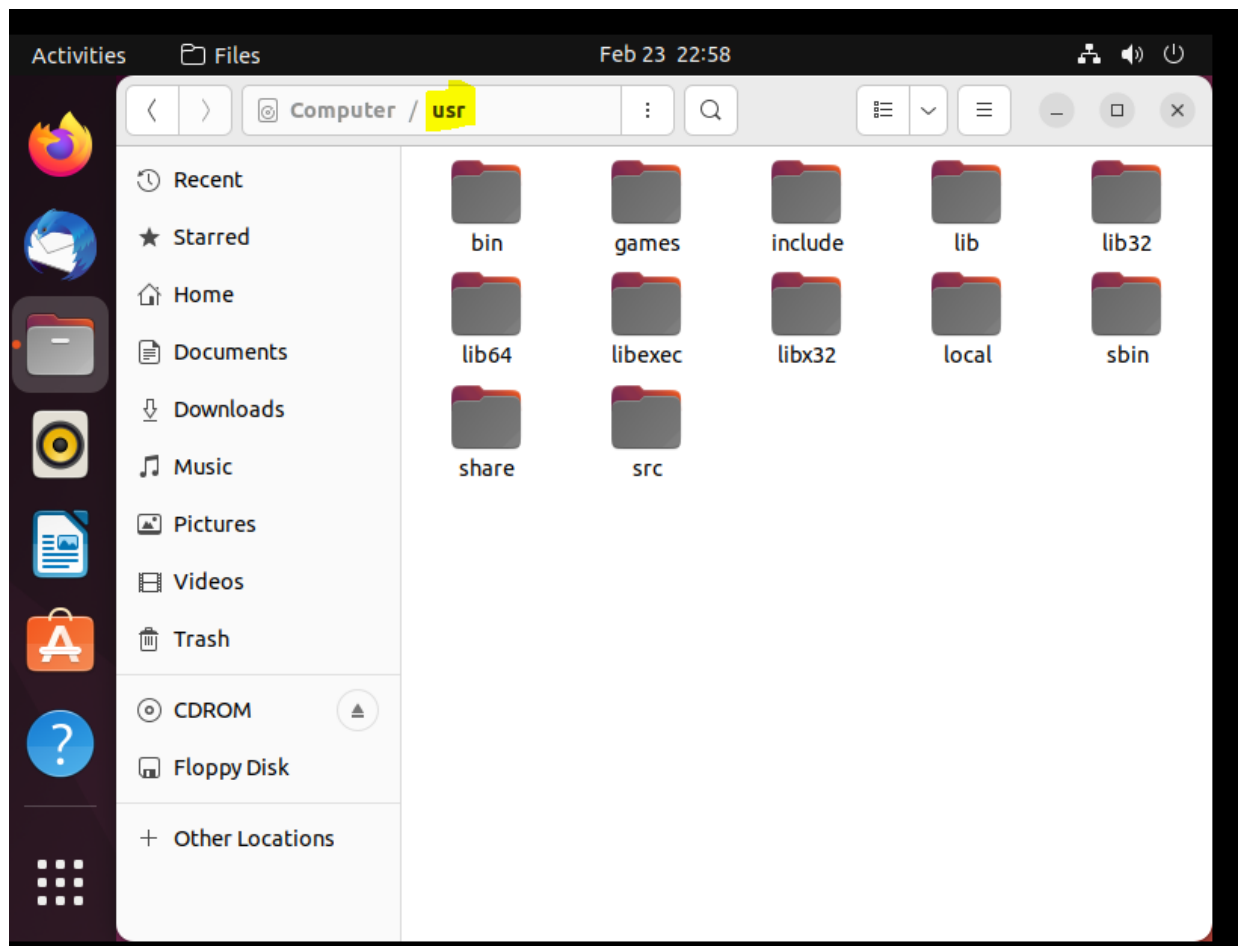 Activities Files Feb 23 22:58
Computer / usr
Recent
Starred
Home
Documents
Downloads
Music
Pictures
Videos
Trash
CDROM
Floppy Disk
+ Other Locations
bin games include lib lib32
lib64 libexec libx32 local sbin
share src